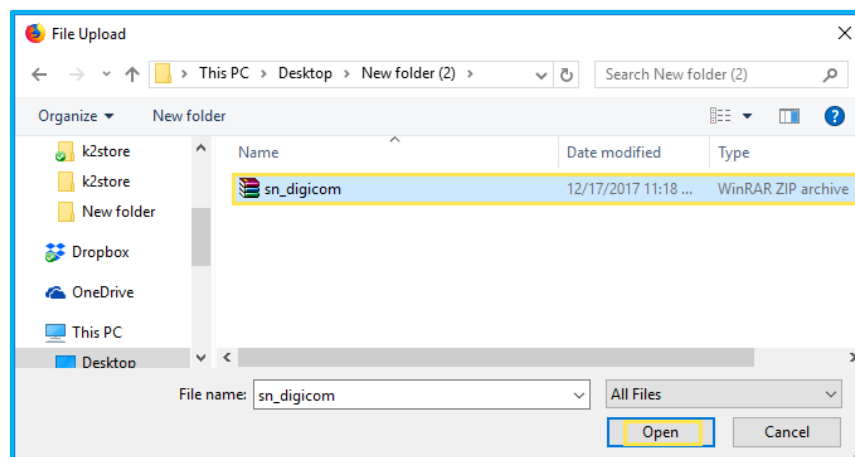 File Upload
This PC > Desktop > New folder (2) >
Search New folder (2)
Organize
New folder
k2store
k2store
New folder
Dropbox
OneDrive
This PC
Desktop
Name
Date modified
Type
sn_digicom
12/17/2017 11:18 ...
WinRAR ZIP archive
File name:
sn_digicom
All Files
Open
Cancel